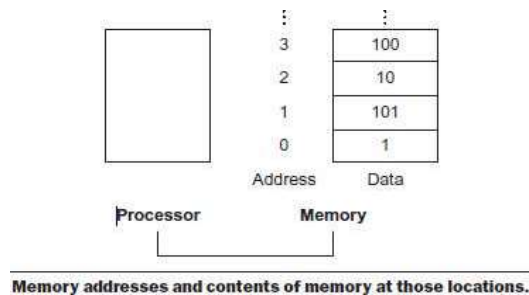 3 100
2 10
1 101
0 1
Address Data
Processor Memory
Memory addresses and contents of memory at those locations.